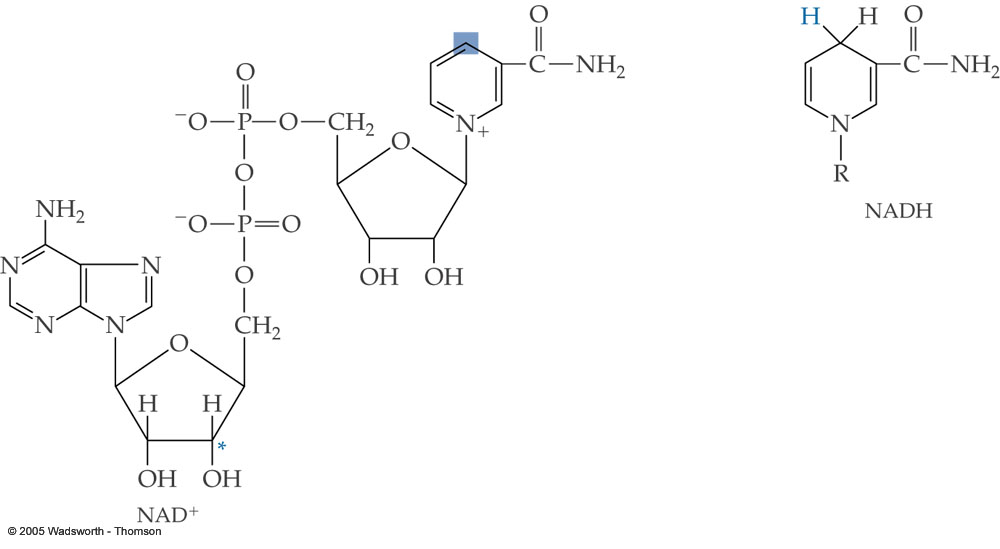 O
C—NH₂
N+
O
⁻O—P—O—CH₂
O
O
⁻O—P=O
OH OH
O
CH₂
NH₂
N N
N N
O
H H
*
OH OH
NAD⁺
H H O
C—NH₂
N
R
NADH
© 2005 Wadsworth - Thomson